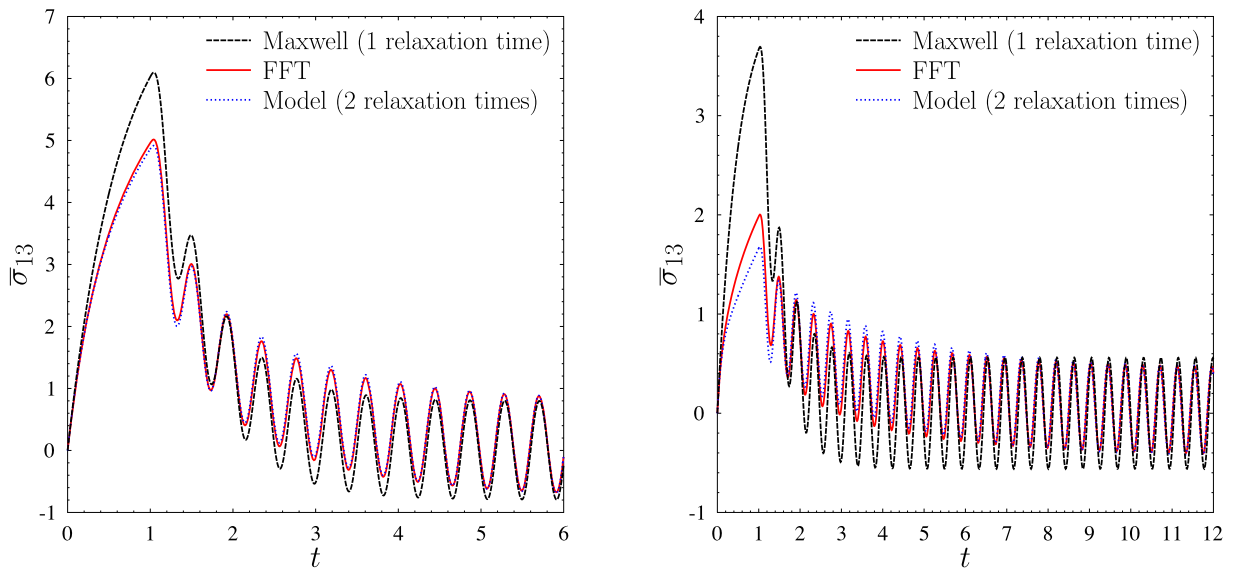 7
6
5
4
3
2
1
0
-1
0 1 2 3 4 5 6
σ̅₁₃
t
Maxwell (1 relaxation time)
FFT
Model (2 relaxation times)
4
3
2
1
0
-1
0 1 2 3 4 5 6 7 8 9 10 11 12
σ̅₁₃
t
Maxwell (1 relaxation time)
FFT
Model (2 relaxation times)